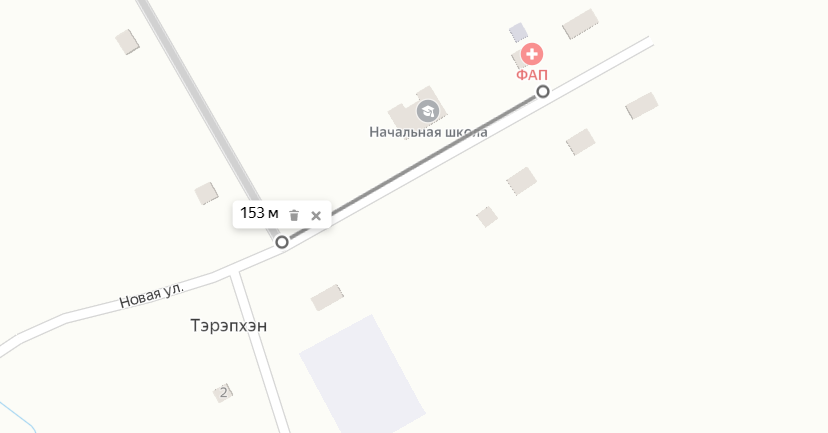 ФАП
Начальная школа
153 м
Новая ул.
Тэрэпхэн
2